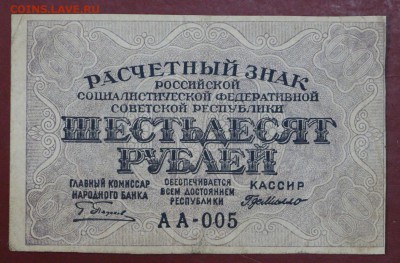 COINS.LAVE.RU
РАСЧЕТНЫЙ ЗНАК
РОССИЙСКОЙ
СОЦИАЛИСТИЧЕСКОЙ ФЕДЕРАТИВНОЙ
СОВЕТСКОЙ РЕСПУБЛИКИ
ШЕСТЬДЕСЯТ
РУБЛЕЙ
ГЛАВНЫЙ КОМИССАР
НАРОДНОГО БАНКА
ОБЕСПЕЧИВАЕТСЯ
ВСЕМ ДОСТОЯНИЕМ
РЕСПУБЛИКИ
КАССИР
АА-005